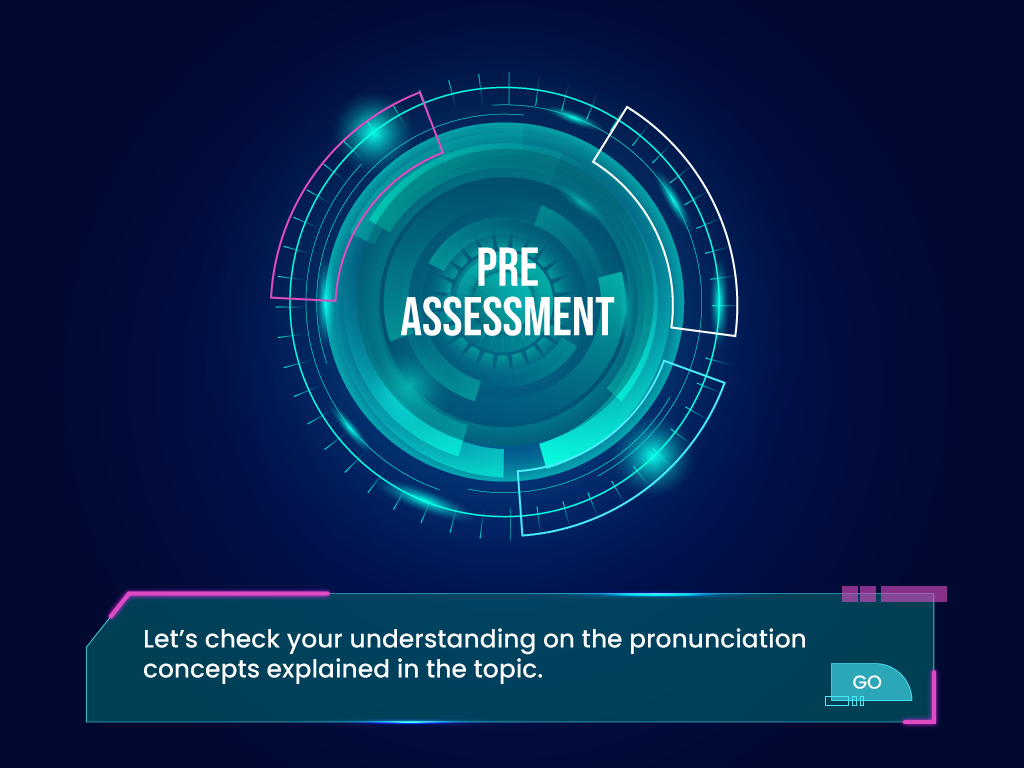 PRE
ASSESSMENT
Let’s check your understanding on the pronunciation
concepts explained in the topic.
GO